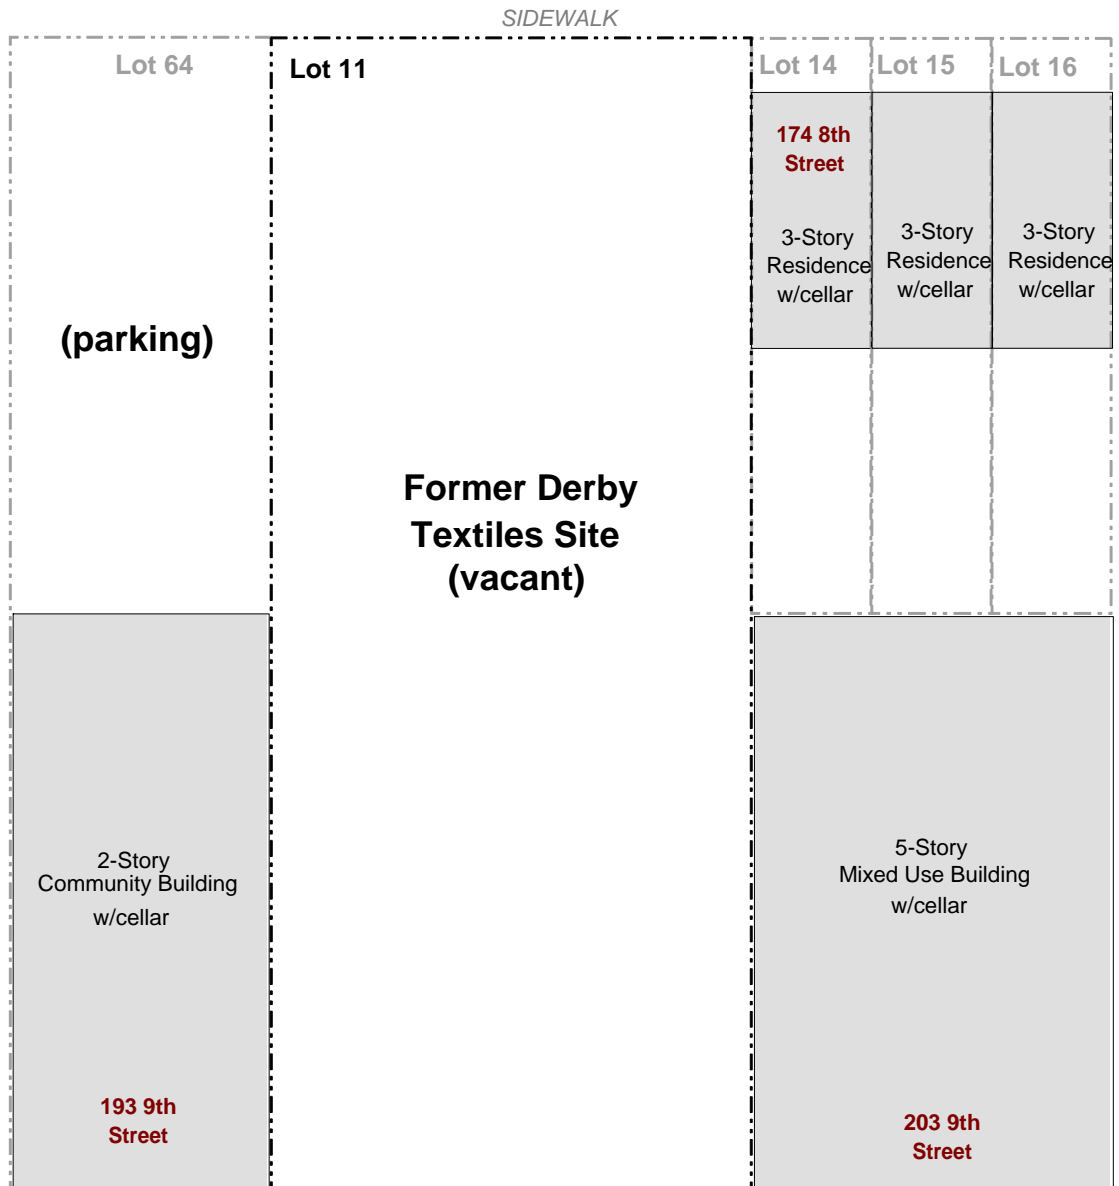 SIDEWALK
Lot 64
Lot 11
Lot 14
Lot 15
Lot 16
174 8th
Street
3-Story
Residence
w/cellar
3-Story
Residence
w/cellar
3-Story
Residence
w/cellar
(parking)
Former Derby
Textiles Site
(vacant)
2-Story
Community Building
w/cellar
5-Story
Mixed Use Building
w/cellar
193 9th
Street
203 9th
Street